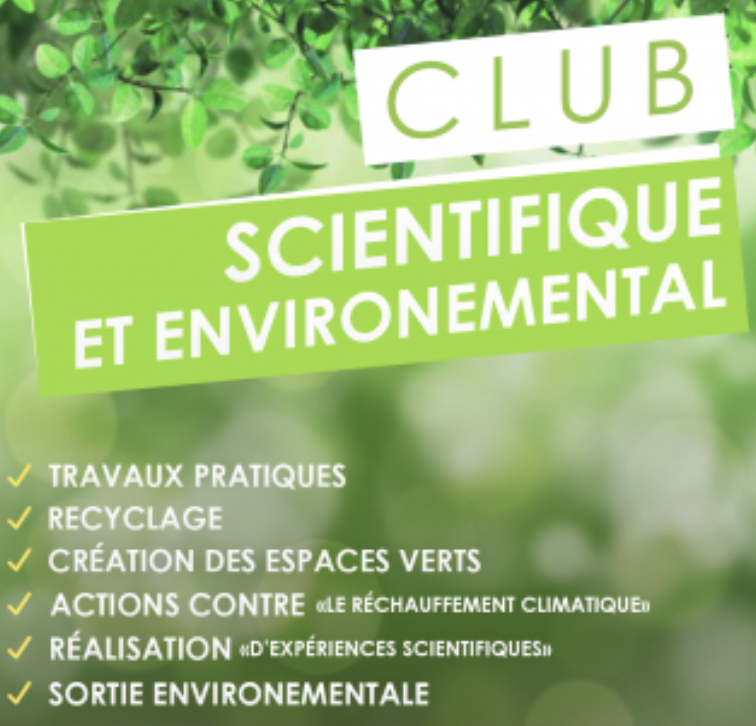 CLUB
SCIENTIFIQUE
ET ENVIRONEMENTAL
✓ TRAVAUX PRATIQUES
✓ RECYCLAGE
✓ CRÉATION DES ESPACES VERTS
✓ ACTIONS CONTRE «LE RÉCHAUFFEMENT CLIMATIQUE»
✓ RÉALISATION «D'EXPÉRIENCES SCIENTIFIQUES»
✓ SORTIE ENVIRONEMENTALE